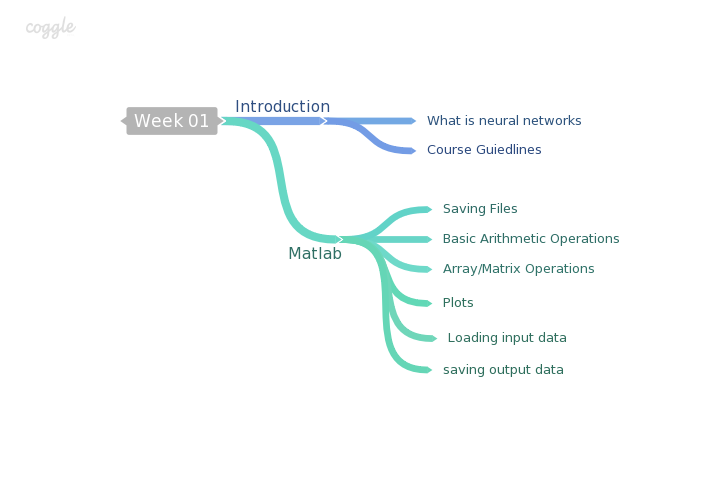 coggle
Week 01
Introduction
What is neural networks
Course Guiedlines
Matlab
Saving Files
Basic Arithmetic Operations
Array/Matrix Operations
Plots
Loading input data
saving output data